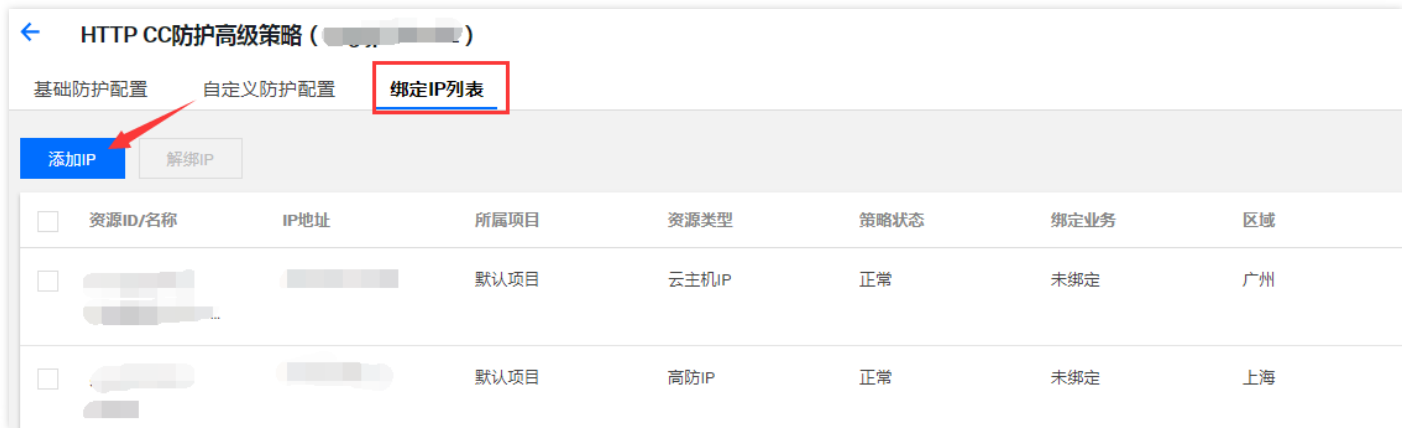 HTTP CC防护高级策略 ( )
基础防护配置 自定义防护配置 绑定IP列表
添加IP 解绑IP
资源ID/名称 IP地址 所属项目 资源类型 策略状态 绑定业务 区域
默认项目 云主机IP 正常 未绑定 广州
...
默认项目 高防IP 正常 未绑定 上海